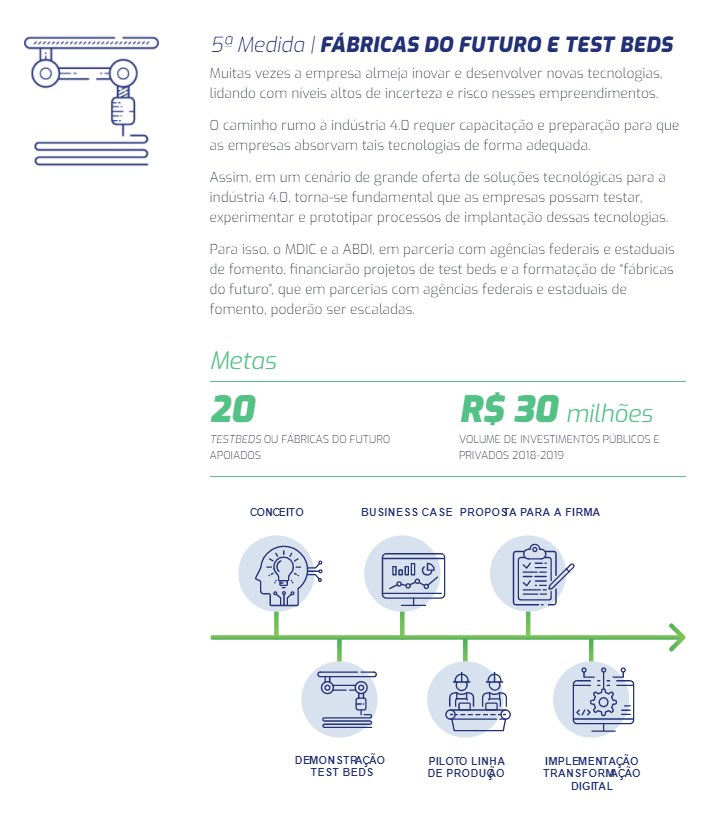 5ª Medida | FÁBRICAS DO FUTURO E TEST BEDS
Muitas vezes a empresa almeja inovar e desenvolver novas tecnologias,
lidando com níveis altos de incerteza e risco nesses empreendimentos.
O caminho rumo à indústria 4.0 requer capacitação e preparação para que
as empresas absorvam tais tecnologias de forma adequada.
Assim, em um cenário de grande oferta de soluções tecnológicas para a
indústria 4.0, torna-se fundamental que as empresas possam testar,
experimentar e prototipar processos de implantação dessas tecnologias.
Para isso, o MDIC e a ABDI, em parceria com agências federais e estaduais
de fomento, financiarão projetos de test beds e a formatação de "fábricas
do futuro", que em parcerias com agências federais e estaduais de
fomento, poderão ser escaladas.
Metas
20
TESTBEDS OU FÁBRICAS DO FUTURO
APOIADOS
R$ 30 milhões
VOLUME DE INVESTIMENTOS PÚBLICOS E
PRIVADOS 2018-2019
CONCEITO
BUSINESS CASE
PROPOSTA PARA A FIRMA
</>
DEMONSTRAÇÃO
TEST BEDS
PILOTO LINHA
DE PRODUÇÃO
IMPLEMENTAÇÃO
TRANSFORMAÇÃO
DIGITAL